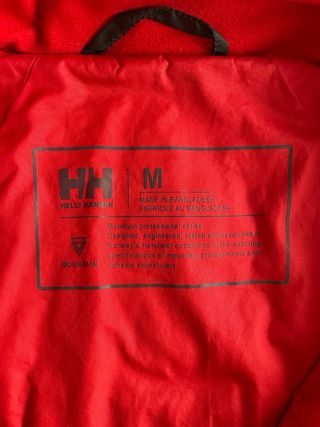 HH
HELLY HANSEN
M
MADE IN BANGLADESH
FABRIQUÉ AU BANGLADESH
MOUNTAIN
Mountain professional series.
Designed, engineered, tested and developed in
Norway's harshest conditions to the exacting
specifications of mountain professionals and
extreme adventurers